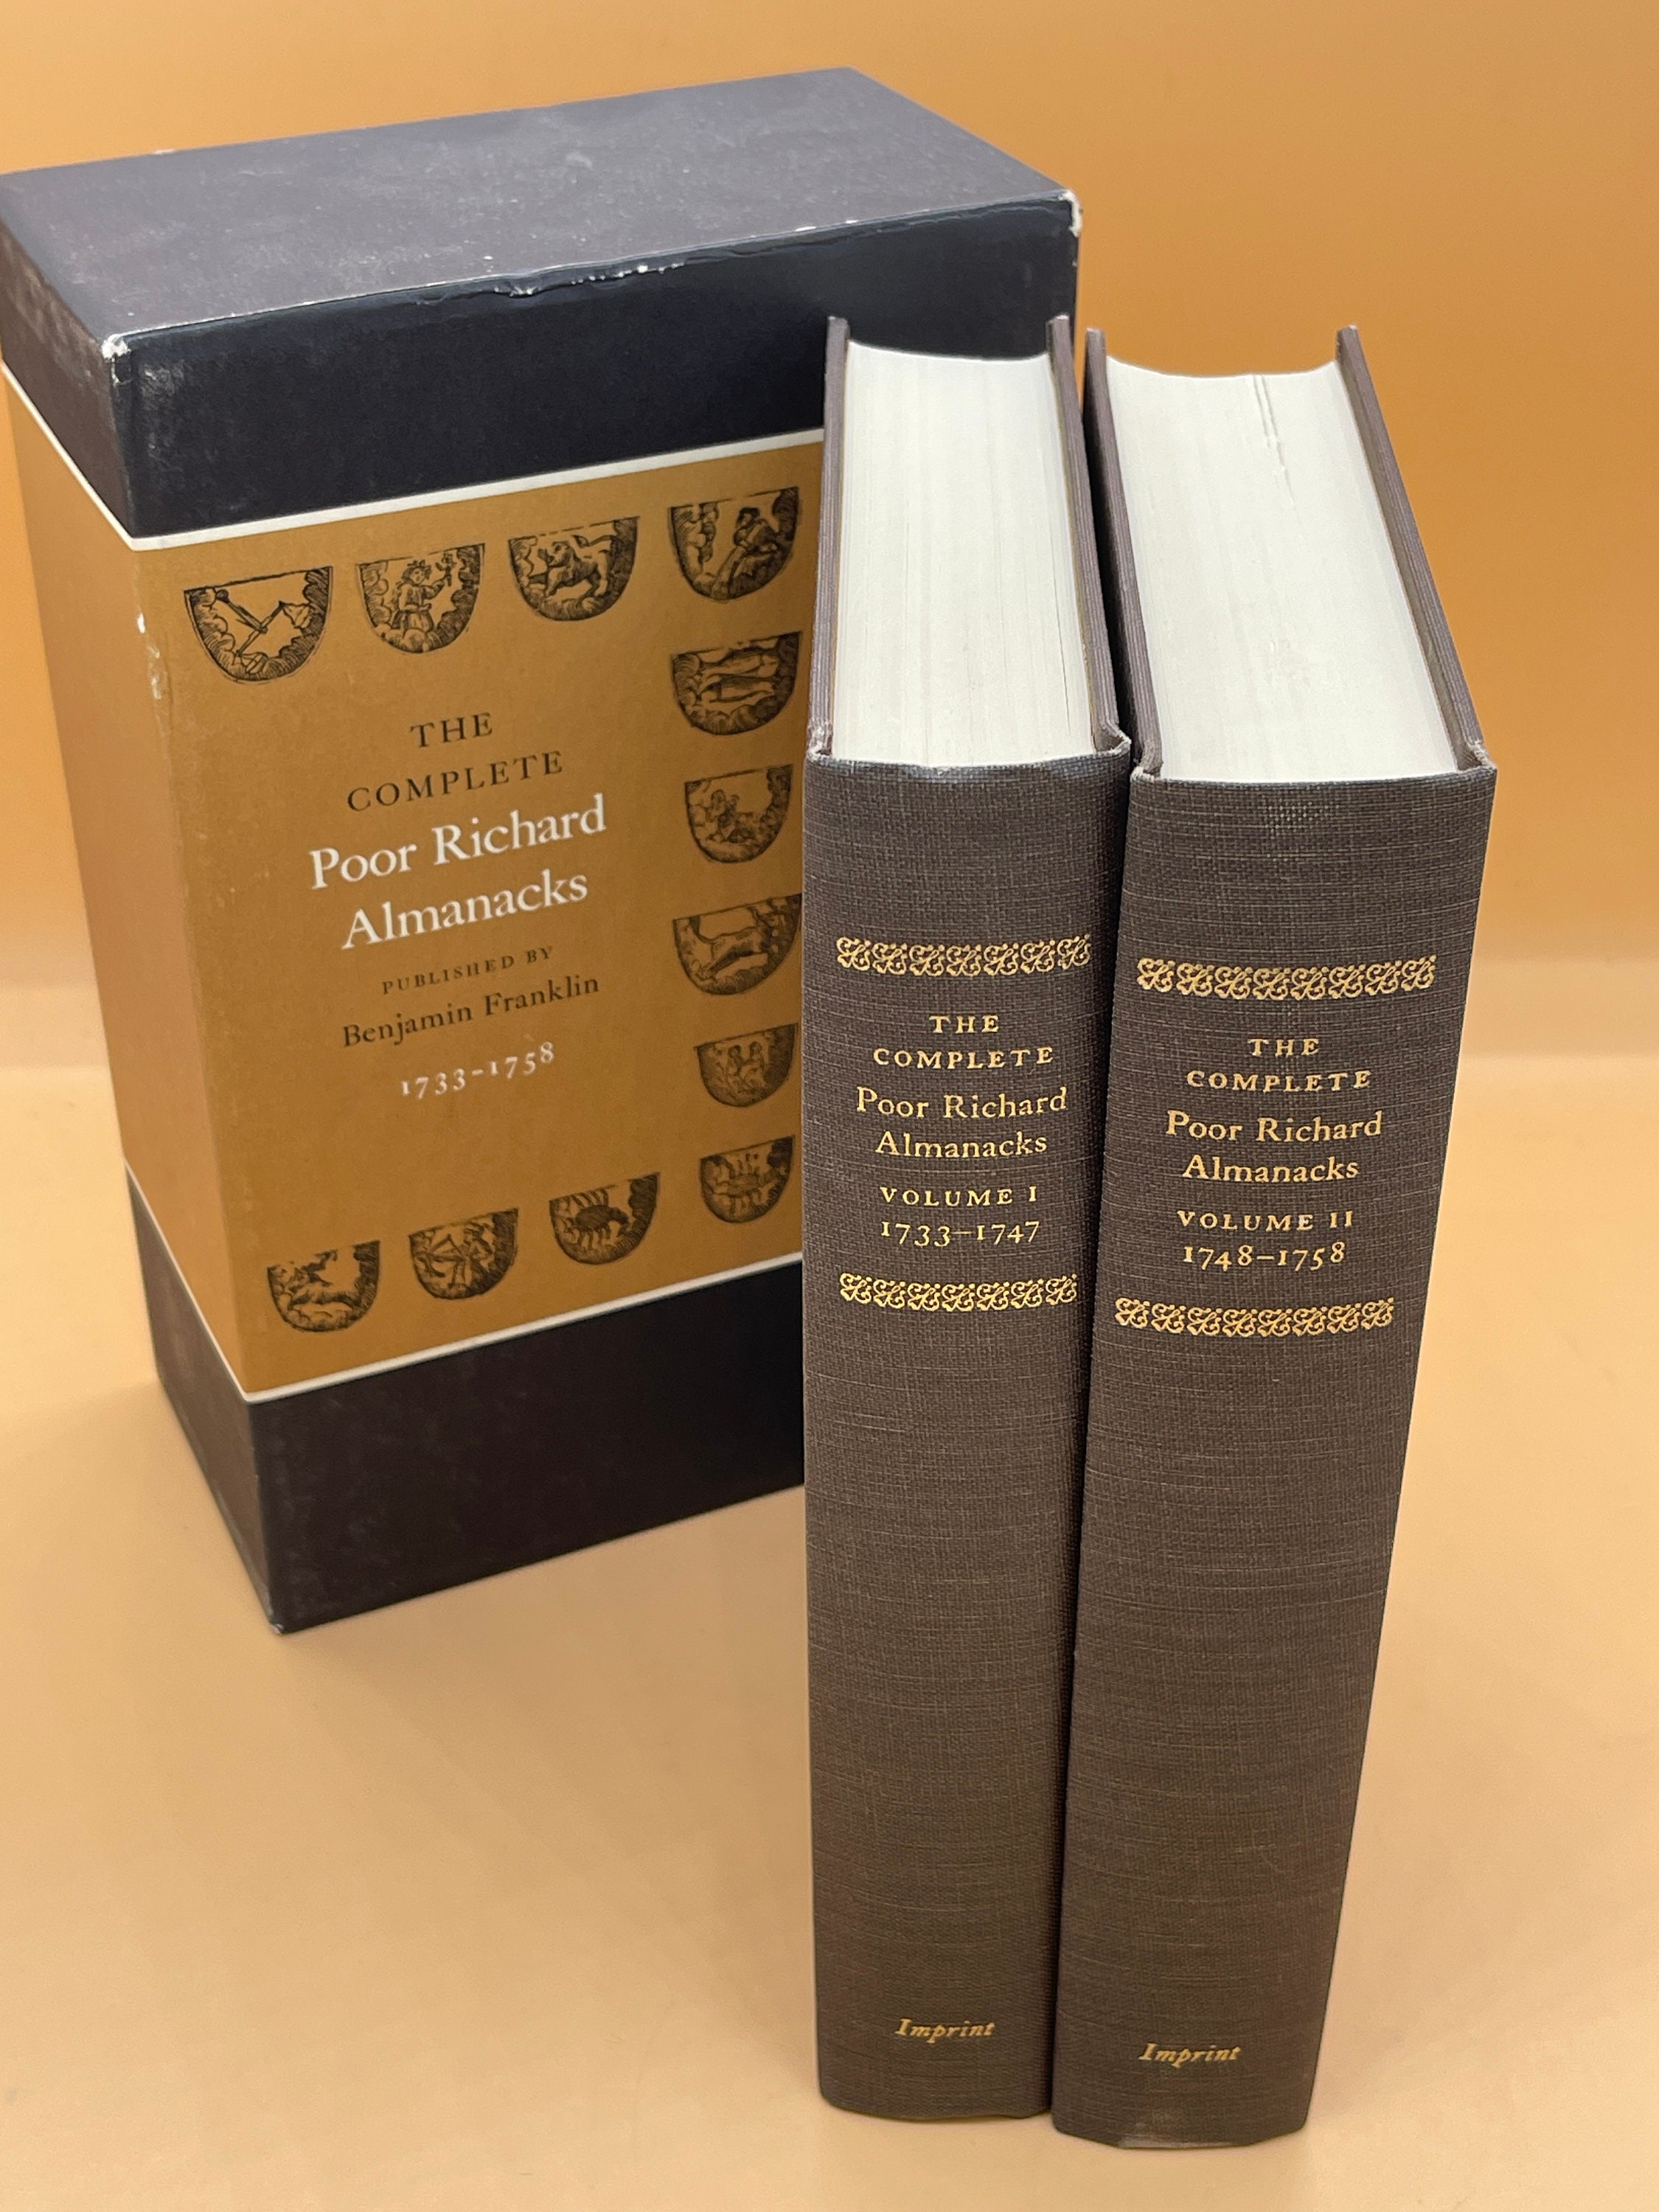 THE
COMPLETE
Poor Richard
Almanacks
PUBLISHED BY
Benjamin Franklin
1733-1758
THE
COMPLETE
Poor Richard
Almanacks
VOLUME I
1733–1747
Imprint
THE
COMPLETE
Poor Richard
Almanacks
VOLUME II
1748–1758
Imprint